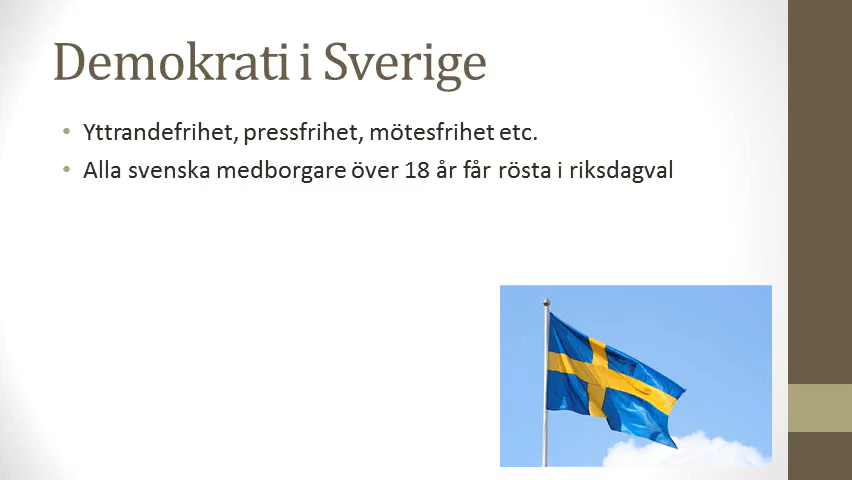 Demokrati i Sverige
• Yttrandefrihet, pressfrihet, mötesfrihet etc.
• Alla svenska medborgare över 18 år får rösta i riksdagval